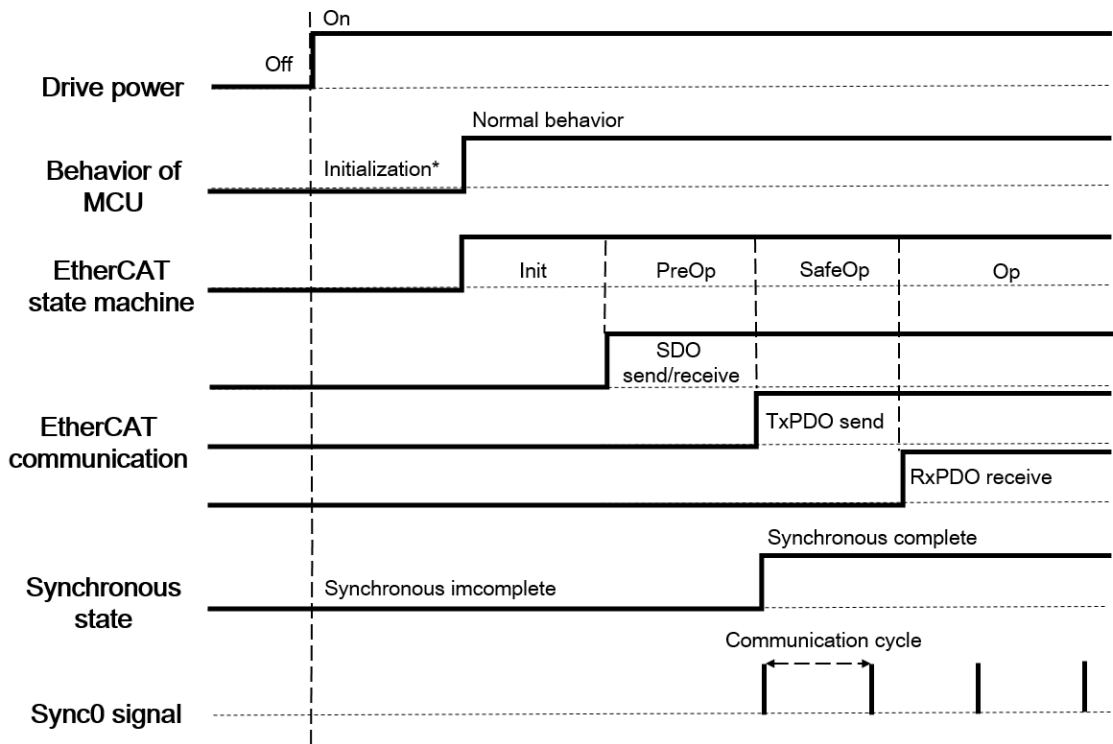 On
Off
Drive power
Normal behavior
Initialization*
Behavior of
MCU
EtherCAT
state machine
Init
PreOp
SafeOp
Op
SDO
send/receive
EtherCAT
communication
TxPDO send
RxPDO receive
Synchronous complete
Synchronous imcomplete
Synchronous
state
Communication cycle
Sync0 signal